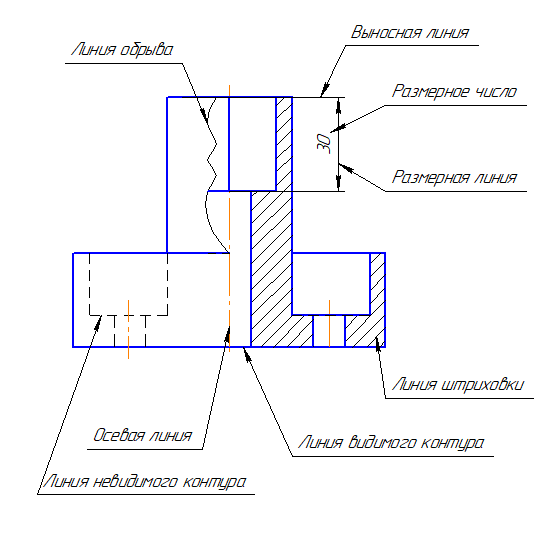 Выносная линия
Линия обрыва
Размерное число
30
Размерная линия
Линия штриховки
Осевая линия
Линия видимого контура
Линия невидимого контура